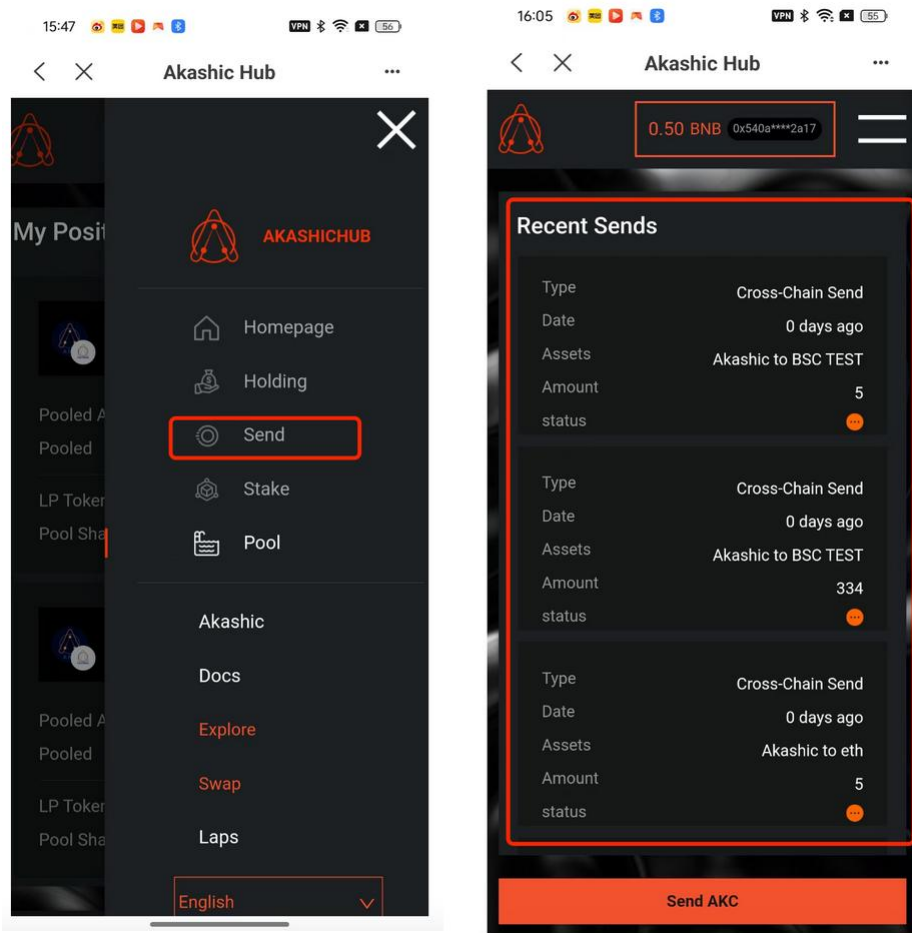 15:47
VPN
56
Akashic Hub
My Posit
AKASHICHUB
Homepage
Holding
Send
Stake
Pool
Pooled A
Pooled
LP Token
Pool Sha
Akashic
Docs
Explore
Swap
Laps
English
Pooled A
Pooled
LP Token
Pool Sha
16:05
VPN
55
Akashic Hub
0.50 BNB 0x540a****2a17
Recent Sends
Type Cross-Chain Send
Date 0 days ago
Assets Akashic to BSC TEST
Amount 5
status
Type Cross-Chain Send
Date 0 days ago
Assets Akashic to BSC TEST
Amount 334
status
Type Cross-Chain Send
Date 0 days ago
Assets Akashic to eth
Amount 5
status
Send AKC